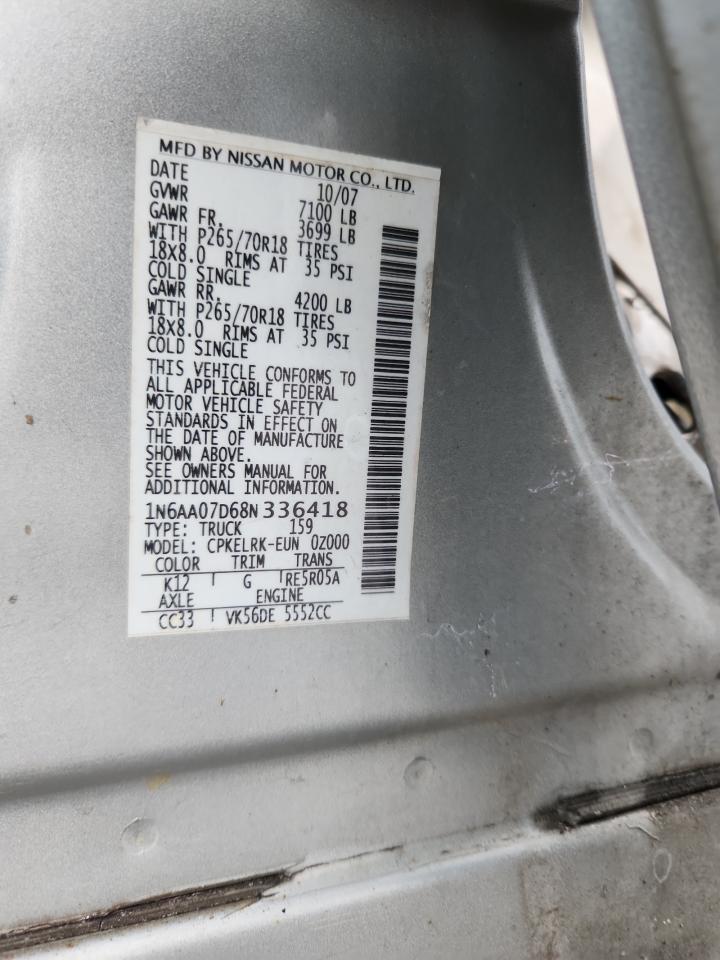 MFD BY NISSAN MOTOR CO., LTD.
DATE 10/07
GVWR 7100 LB
GAWR FR. 3699 LB
WITH P265/70R18 TIRES
18X8.0 RIMS AT 35 PSI
COLD SINGLE
GAWR RR. 4200 LB
WITH P265/70R18 TIRES
18X8.0 RIMS AT 35 PSI
COLD SINGLE
THIS VEHICLE CONFORMS TO
ALL APPLICABLE FEDERAL
MOTOR VEHICLE SAFETY
STANDARDS IN EFFECT ON
THE DATE OF MANUFACTURE
SHOWN ABOVE.
SEE OWNERS MANUAL FOR
ADDITIONAL INFORMATION.
1N6AA07D68N336418
TYPE: TRUCK 159
MODEL: CPKELRK-EUN 0Z000
COLOR TRIM TRANS
K12 G RE5R05A
AXLE ENGINE
CC33 VK56DE 5552CC